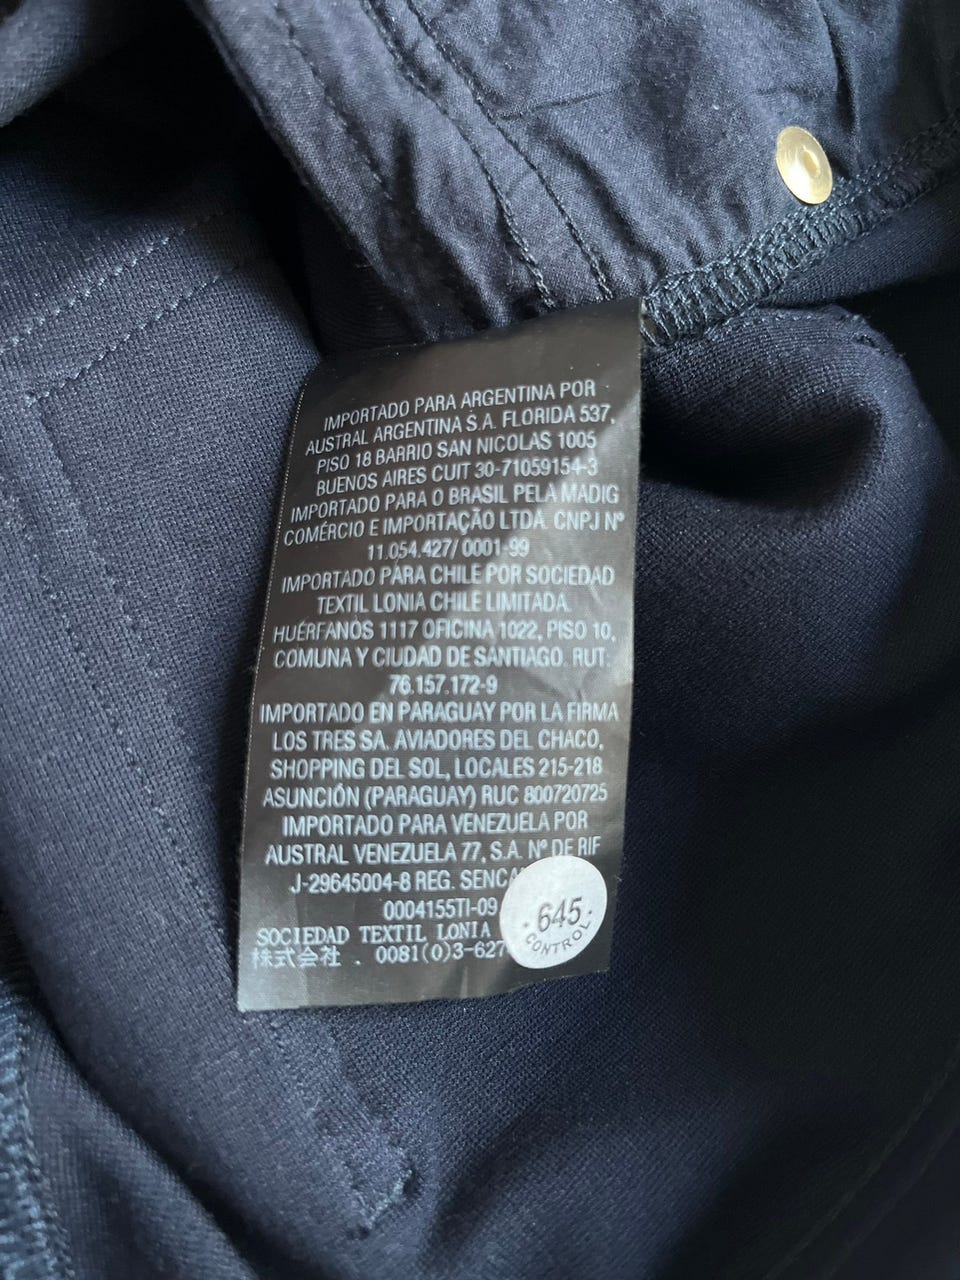 IMPORTADO PARA ARGENTINA POR
AUSTRAL ARGENTINA S.A. FLORIDA 537,
PISO 18 BARRIO SAN NICOLAS 1005
BUENOS AIRES CUIT 30-71059154-3
IMPORTADO PARA O BRASIL PELA MADIG
COMÉRCIO E IMPORTAÇÃO LTDA. CNPJ Nº
11.054.427/0001-99
IMPORTADO PARA CHILE POR SOCIEDAD
TEXTIL LONIA CHILE LIMITADA.
HUÉRFANOS 1117 OFICINA 1022, PISO 10,
COMUNA Y CIUDAD DE SANTIAGO. RUT:
76.157.172-9
IMPORTADO EN PARAGUAY POR LA FIRMA
LOS TRES SA. AVIADORES DEL CHACO,
SHOPPING DEL SOL, LOCALES 215-218
ASUNCIÓN (PARAGUAY) RUC 800720725
IMPORTADO PARA VENEZUELA POR
AUSTRAL VENEZUELA 77, S.A. Nº DE RIF
J-29645004-8 REG.
0004155TI-09
SOCIEDAD TEXTIL LONIA
株式会社 . 0081(0)3-627
645
CONTROL